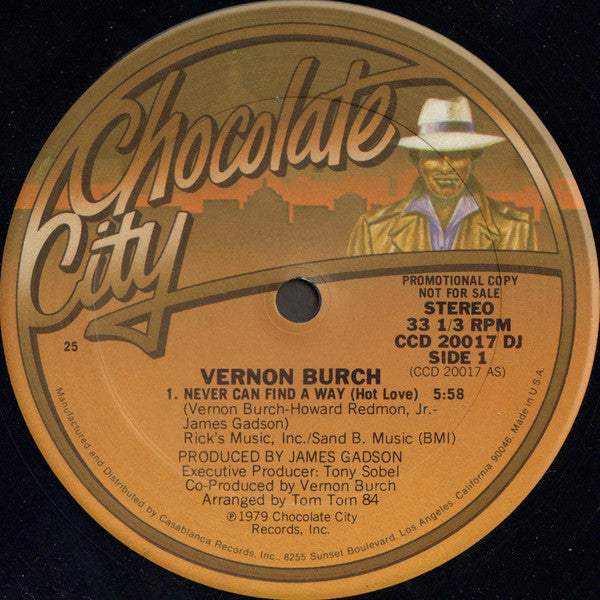 Chocolate
City
PROMOTIONAL COPY
NOT FOR SALE
STEREO
33 1/3 RPM
CCD 20017 DJ
SIDE 1
(CCD 20017 AS)
25
VERNON BURCH
1. NEVER CAN FIND A WAY (Hot Love) 5:58
(Vernon Burch-Howard Redmon, Jr.-
James Gadson)
Rick's Music, Inc./Sand B. Music (BMI)
PRODUCED BY JAMES GADSON
Executive Producer: Tony Sobel
Co-Produced by Vernon Burch
Arranged by Tom Tom 84
℗1979 Chocolate City
Records, Inc.
Manufactured and Distributed by Casablanca Records, Inc., 8255 Sunset Boulevard, Los Angeles, California 90046. Made in U.S.A.